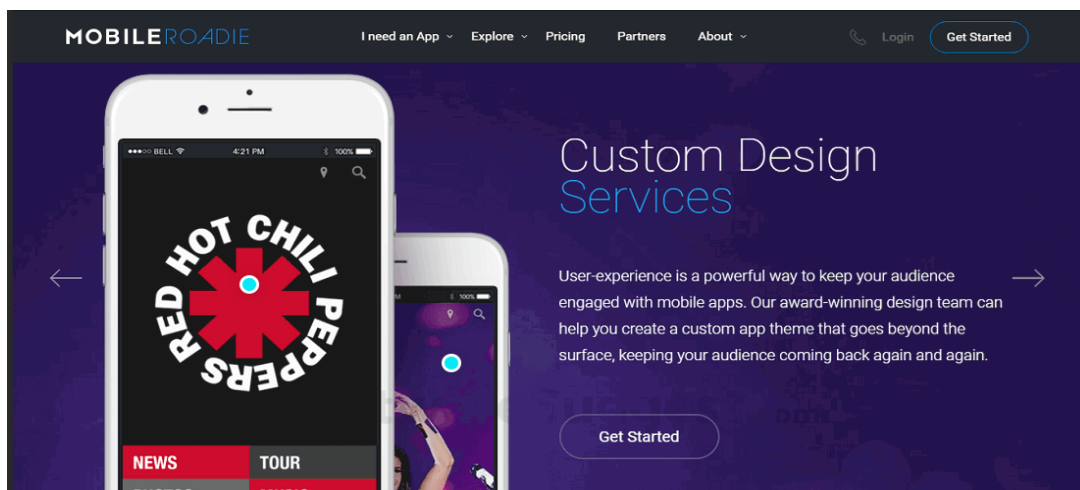 MOBILEROADIE
I need an App
Explore
Pricing
Partners
About
Login
Get Started
BELL
4:21 PM
100%
RED HOT CHILI PEPPERS
NEWS
TOUR
M
100%
Custom Design
Services
User-experience is a powerful way to keep your audience
engaged with mobile apps. Our award-winning design team can
help you create a custom app theme that goes beyond the
surface, keeping your audience coming back again and again.
Get Started